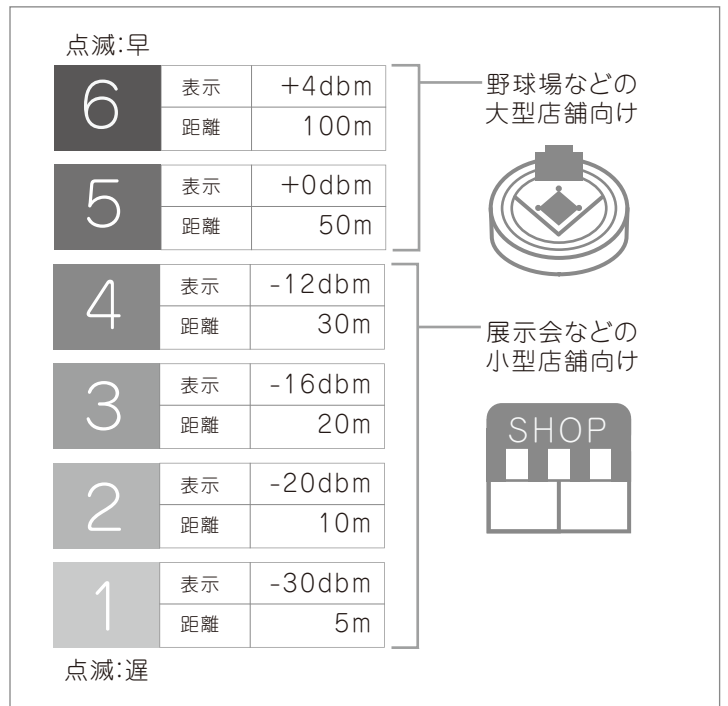 点滅:早
6 表示 +4dbm
距離 100m
野球場などの
大型店舗向け
5 表示 +0dbm
距離 50m
4 表示 -12dbm
距離 30m
展示会などの
小型店舗向け
3 表示 -16dbm
距離 20m
SHOP
2 表示 -20dbm
距離 10m
1 表示 -30dbm
距離 5m
点滅:遅